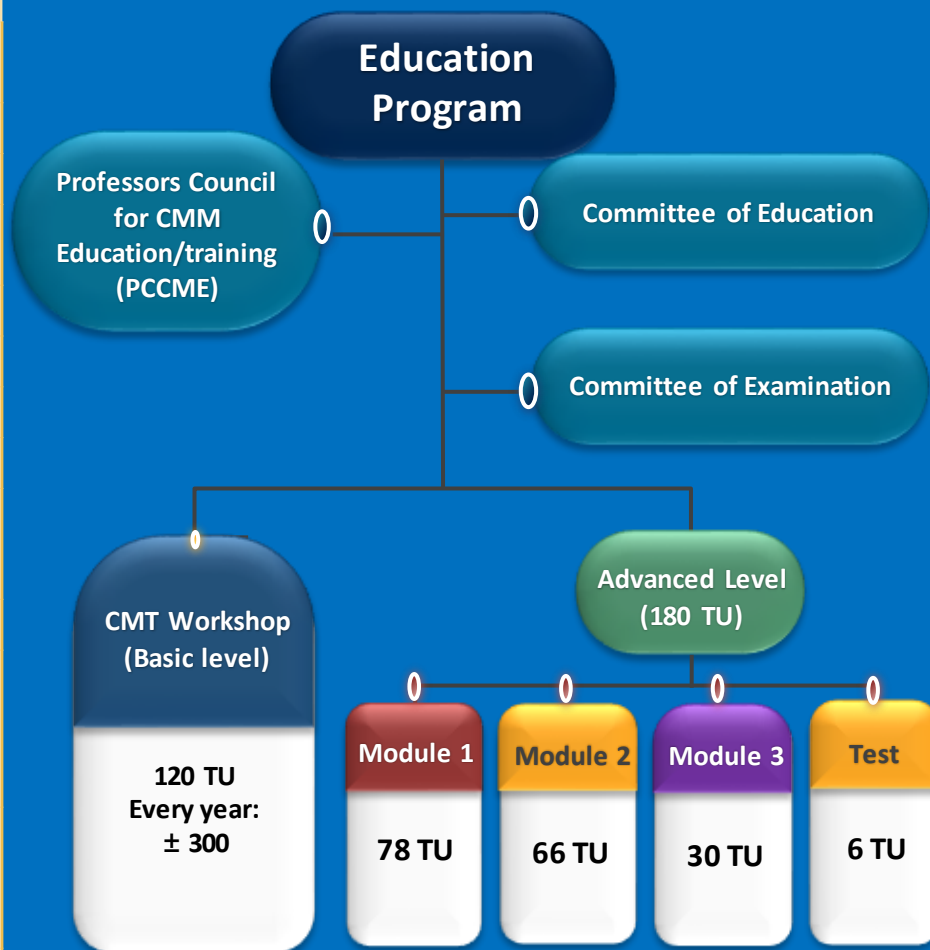 Education
Program
Professors Council
for CMM
Education/training
(PCCME)
Committee of Education
Committee of Examination
CMT Workshop
(Basic level)
120 TU
Every year:
± 300
Advanced Level
(180 TU)
Module 1
78 TU
Module 2
66 TU
Module 3
30 TU
Test
6 TU